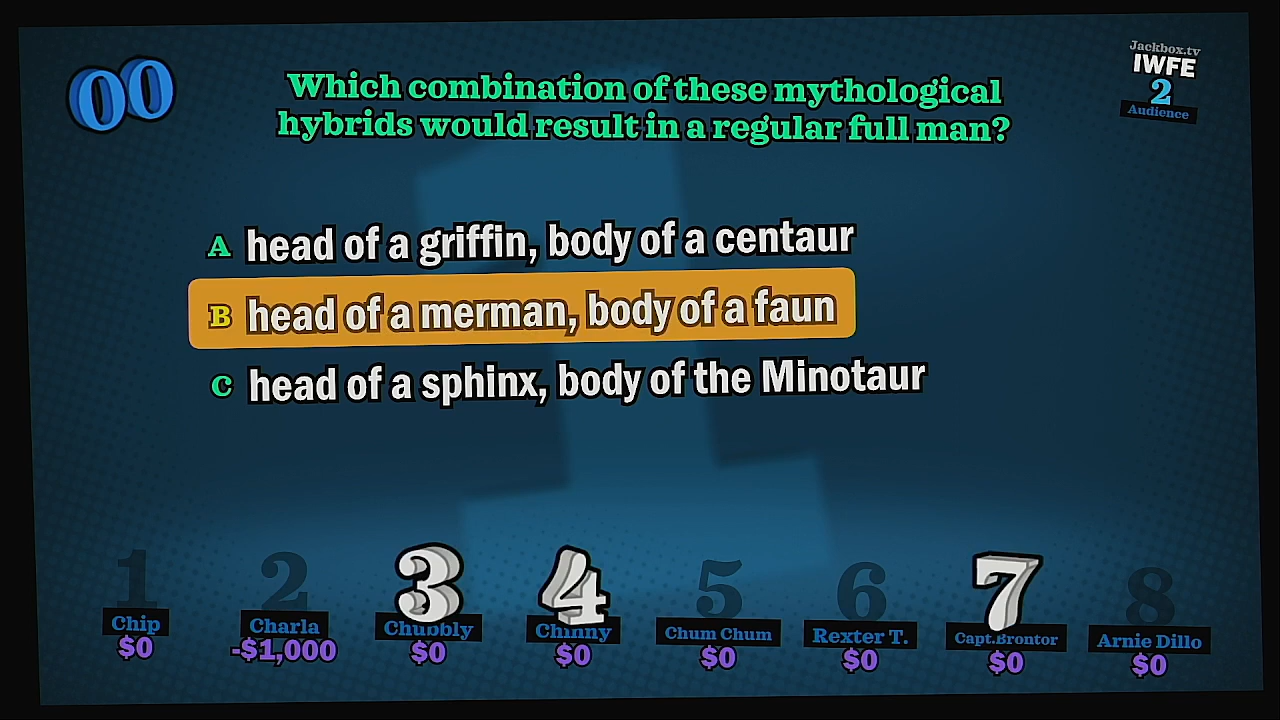 00
Jackbox.tv
IWFE
2
Audience
Which combination of these mythological
hybrids would result in a regular full man?
A head of a griffin, body of a centaur
B head of a merman, body of a faun
C head of a sphinx, body of the Minotaur
1 2 3 4 5 6 7 8
Chip Charla Chubbly Chinny Chum Chum Rexter T. Capt.Brontor Arnie Dillo
$0 -$1,000 $0 $0 $0 $0 $0 $0